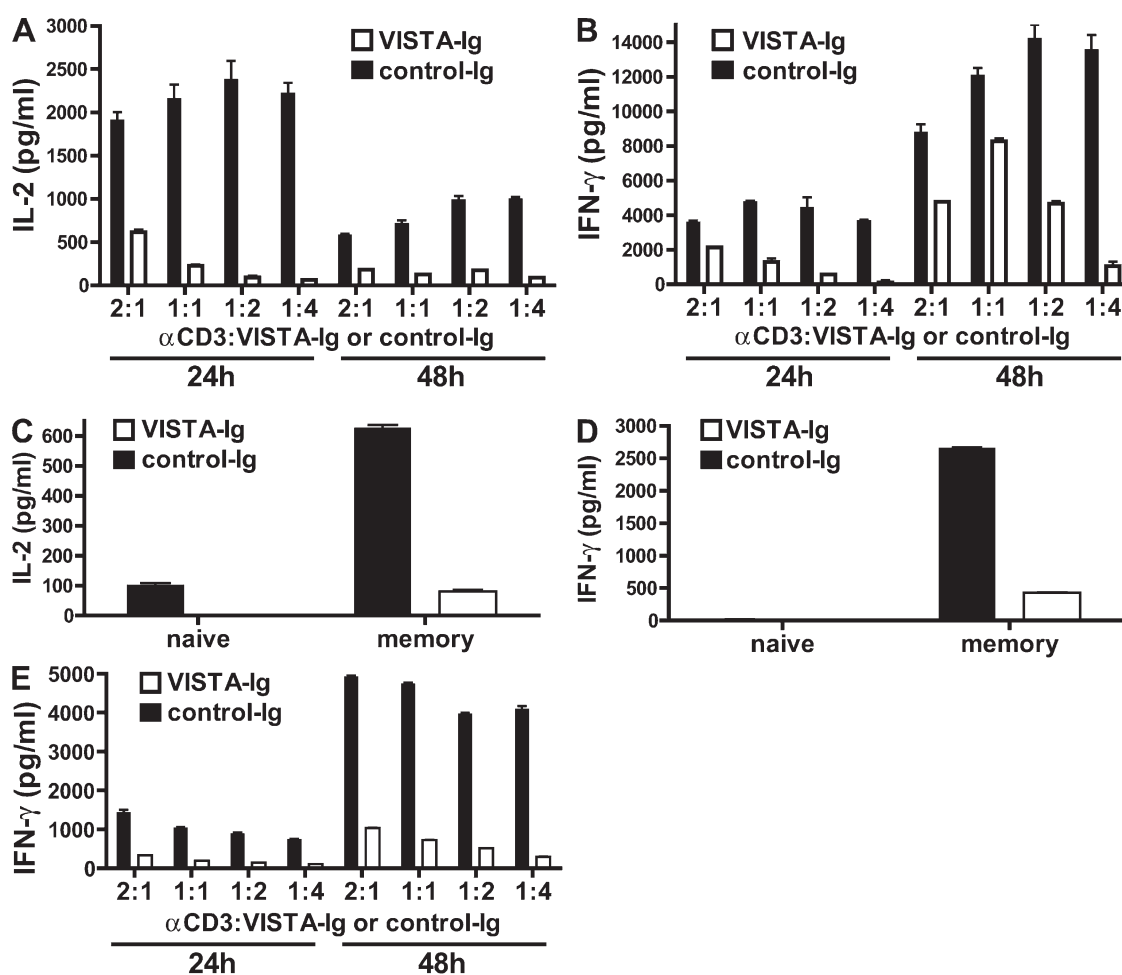 A
IL-2 (pg/ml)
3000
2500
2000
1500
1000
500
0
VISTA-Ig
control-Ig
2:1 1:1 1:2 1:4 2:1 1:1 1:2 1:4
αCD3:VISTA-Ig or control-Ig
24h 48h
B
IFN-γ (pg/ml)
14000
12000
10000
8000
6000
4000
2000
0
VISTA-Ig
control-Ig
2:1 1:1 1:2 1:4 2:1 1:1 1:2 1:4
αCD3:VISTA-Ig or control-Ig
24h 48h
C
IL-2 (pg/ml)
600
500
400
300
200
100
0
VISTA-Ig
control-Ig
naive memory
D
IFN-γ (pg/ml)
3000
2500
2000
1500
1000
500
0
VISTA-Ig
control-Ig
naive memory
E
IFN-γ (pg/ml)
5000
4000
3000
2000
1000
0
VISTA-Ig
control-Ig
2:1 1:1 1:2 1:4 2:1 1:1 1:2 1:4
αCD3:VISTA-Ig or control-Ig
24h 48h